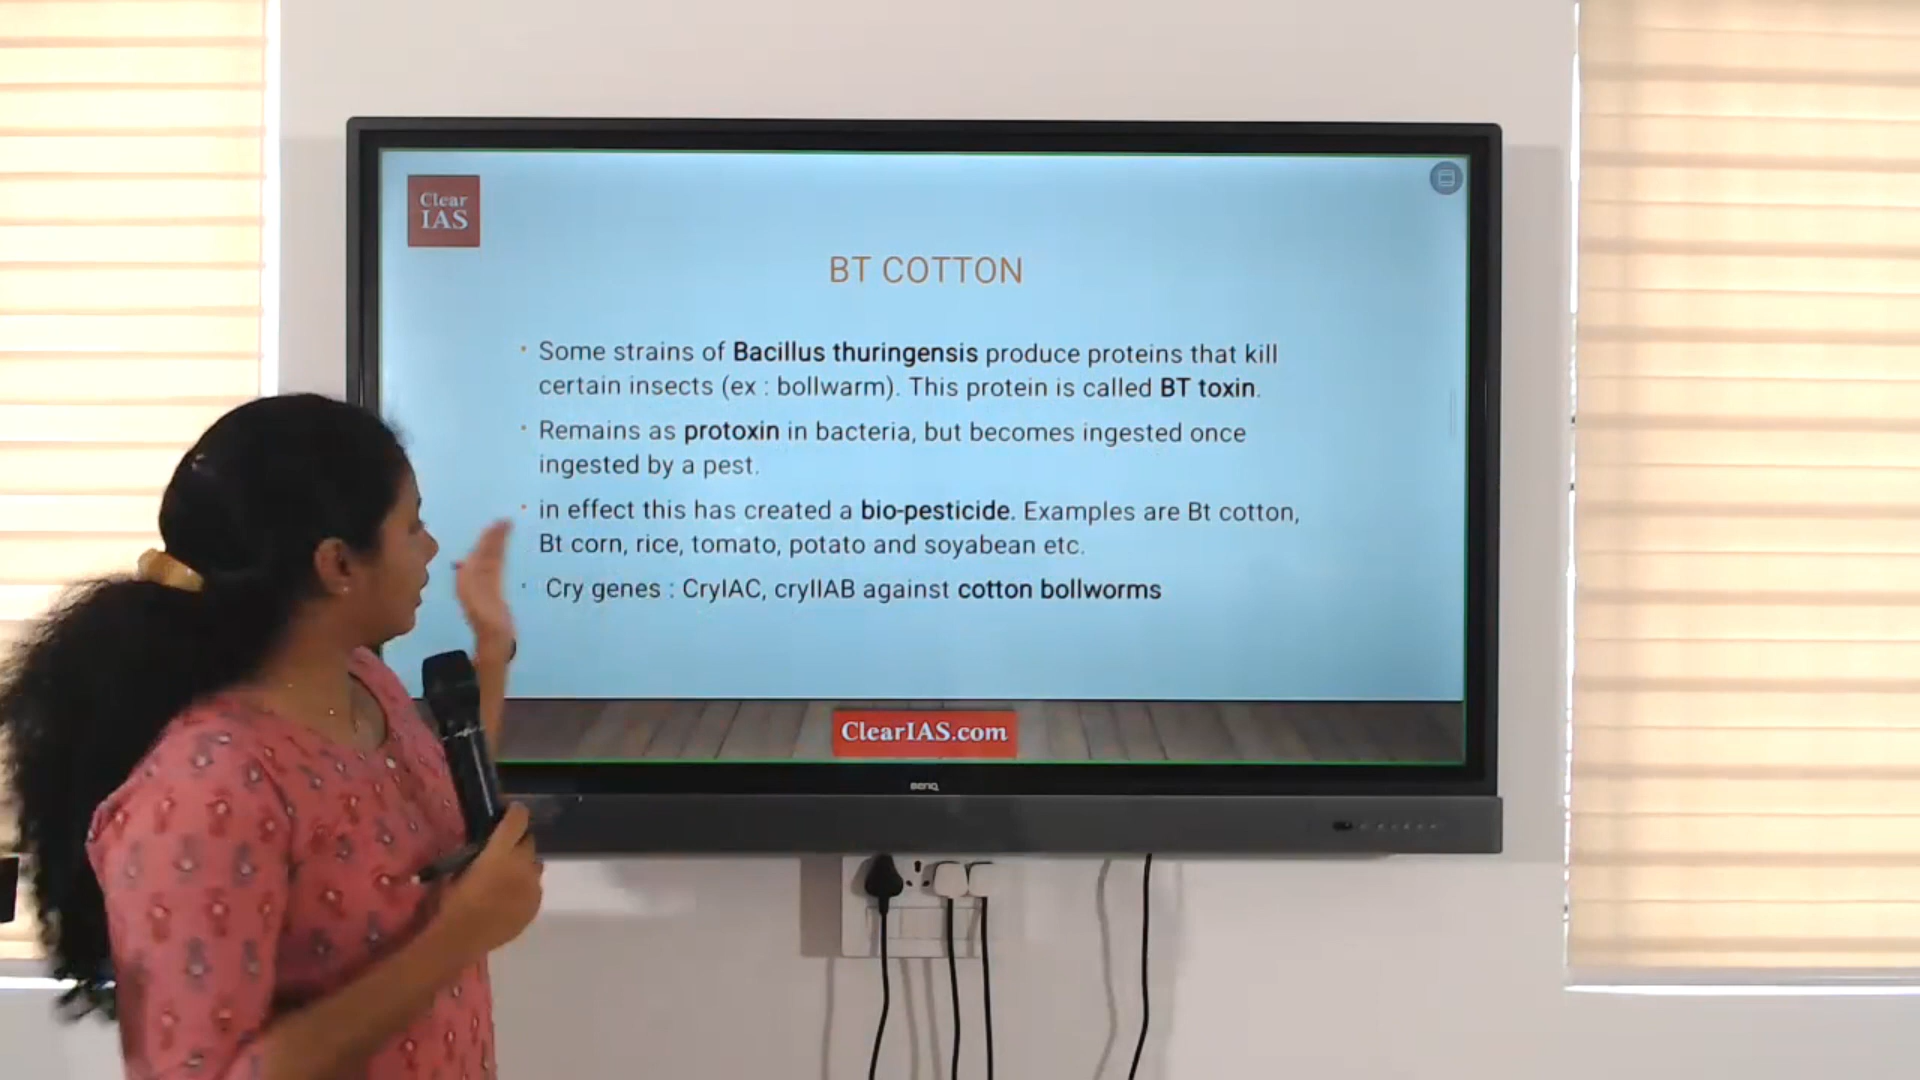 Clear
IAS
BT COTTON
Some strains of Bacillus thuringensis produce proteins that kill
certain insects (ex : bollwarm). This protein is called BT toxin.
Remains as protoxin in bacteria, but becomes ingested once
ingested by a pest.
in effect this has created a bio-pesticide. Examples are Bt cotton,
Bt corn, rice, tomato, potato and soyabean etc.
Cry genes : CryIAC, cryIIAB against cotton bollworms
ClearIAS.com
BenQ